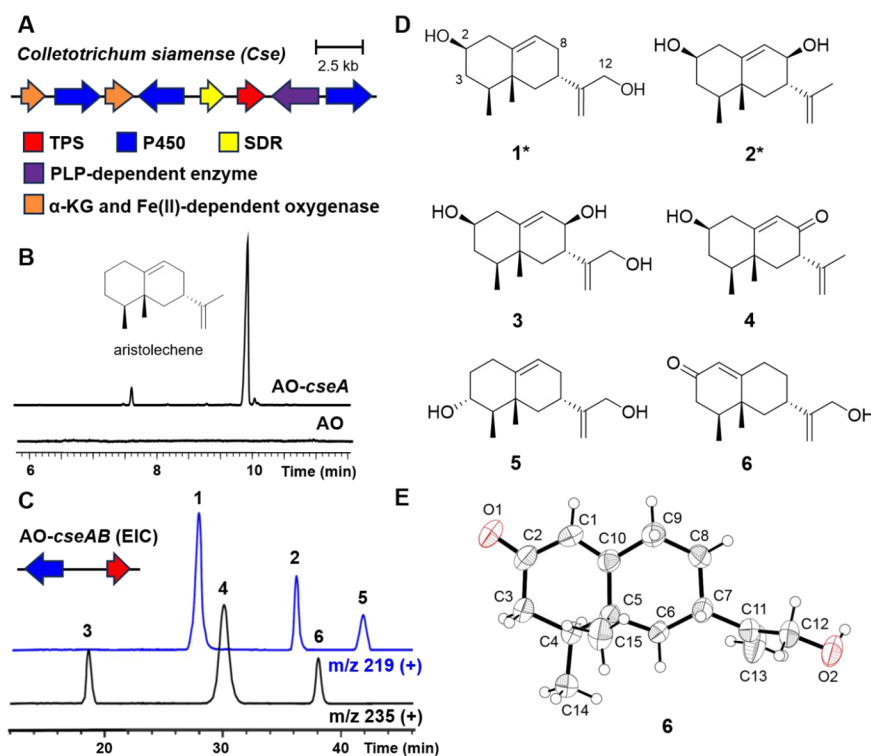 A
Colletotrichum siamense (Cse)
2.5 kb
TPS
P450
SDR
PLP-dependent enzyme
α-KG and Fe(II)-dependent oxygenase
B
aristolechene
AO-cseA
AO
6
8
10
Time (min)
C
AO-cseAB (EIC)
1
2
3
4
5
6
m/z 219 (+)
m/z 235 (+)
20
30
40
Time (min)
D
HO
2
3
8
12
OH
1*
HO
OH
2*
HO
OH
OH
3
HO
O
4
HO
OH
5
O
OH
6
E
O1
C1
C2
C3
C4
C5
C6
C7
C8
C9
C10
C11
C12
C13
C14
C15
O2
6